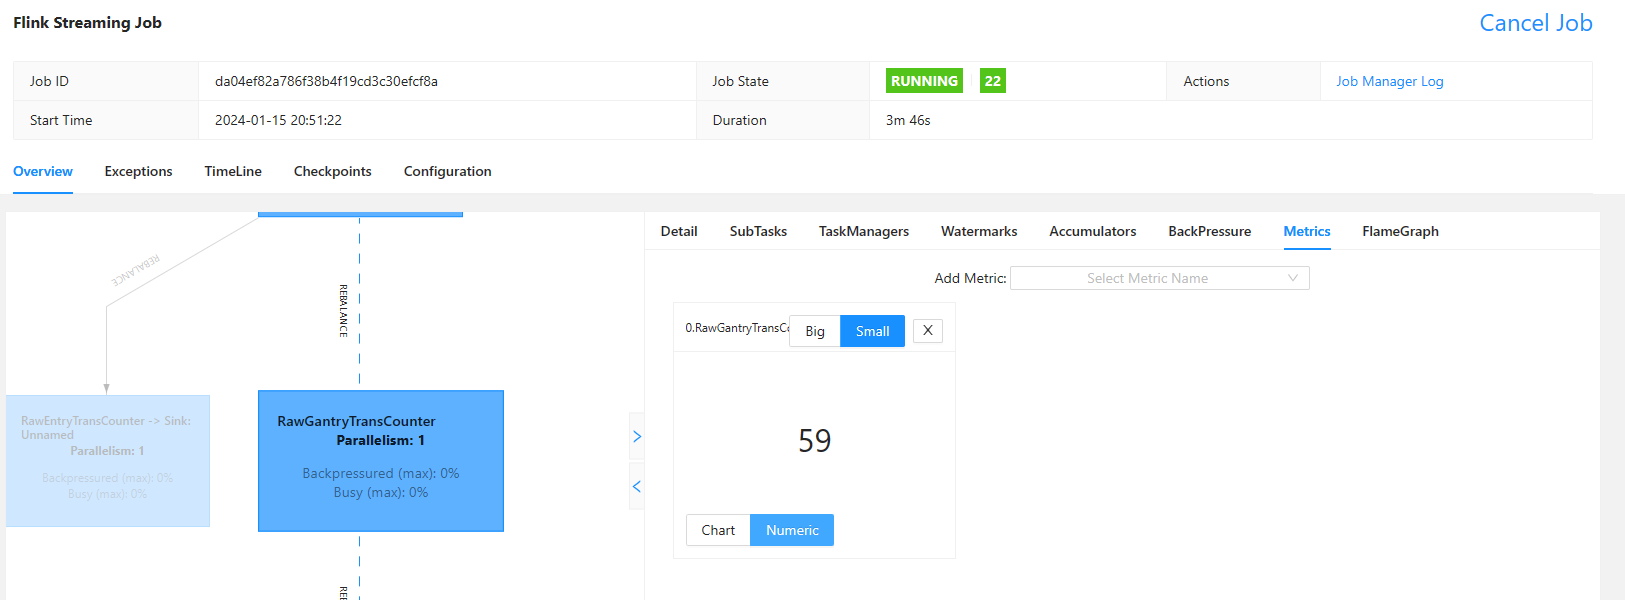 Flink Streaming Job
Cancel Job
Job ID
da04ef82a786f38b4f19cd3c30efcf8a
Job State
RUNNING
22
Actions
Job Manager Log
Start Time
2024-01-15 20:51:22
Duration
3m 46s
Overview
Exceptions
TimeLine
Checkpoints
Configuration
REBALANCE
REBALANCE
RawEntryTransCounter -> Sink:
Unnamed
Parallelism: 1
Backpressured (max): 0%
Busy (max): 0%
RawGantryTransCounter
Parallelism: 1
Backpressured (max): 0%
Busy (max): 0%
Detail
SubTasks
TaskManagers
Watermarks
Accumulators
BackPressure
Metrics
FlameGraph
Add Metric:
Select Metric Name
0.RawGantryTransCo
Big
Small
X
59
Chart
Numeric